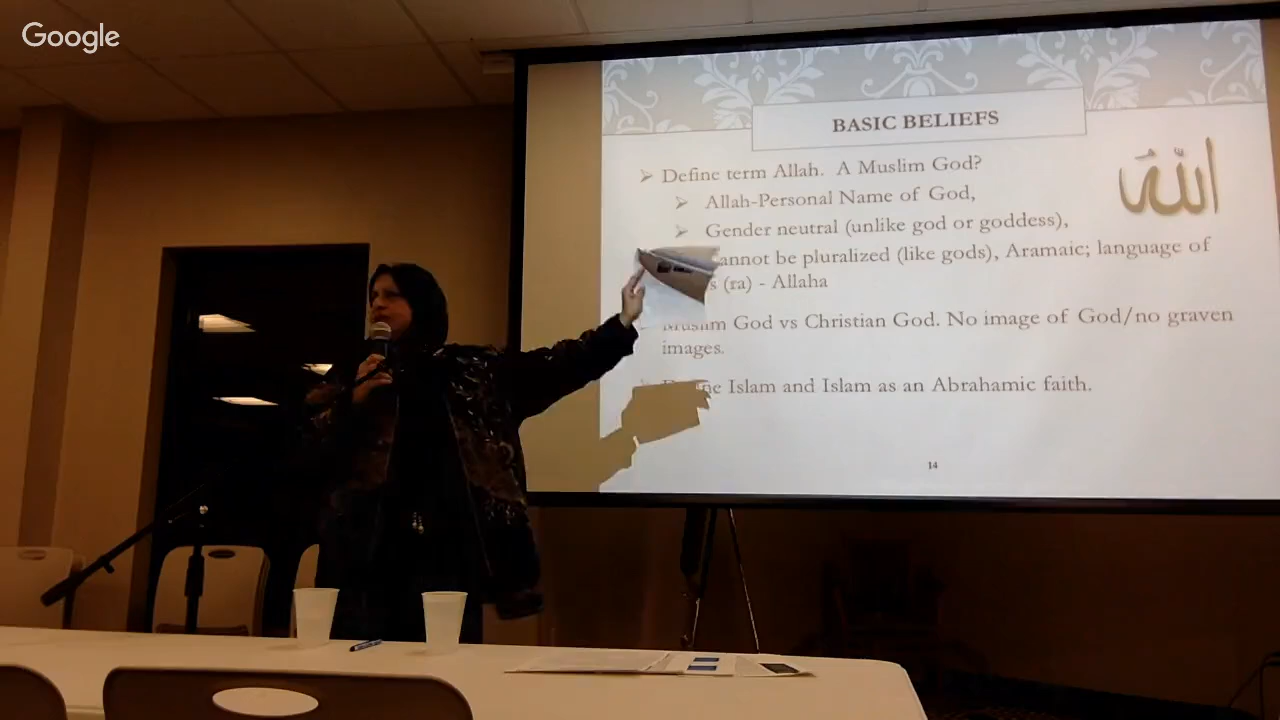 Google
BASIC BELIEFS
Define term Allah. A Muslim God?
الله
Allah-Personal Name of God,
Gender neutral (unlike god or goddess),
annot be pluralized (like gods), Aramaic; language of
s (ra) - Allaha
Muslim God vs Christian God. No image of God/no graven
images.
ne Islam and Islam as an Abrahamic faith.
14